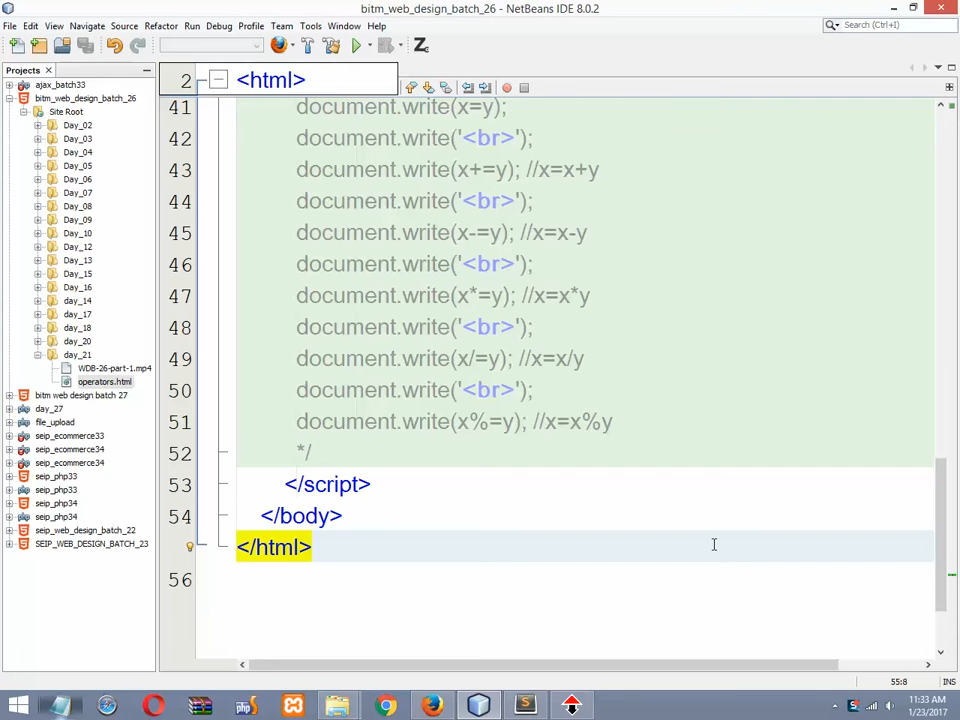 bitm_web_design_batch_26 - NetBeans IDE 8.0.2
File Edit View Navigate Source Refactor Run Debug Profile Team Tools Window Help
Search (Ctrl+I)
Projects
ajax_batch33
bitm_web_design_batch_26
Site Root
Day_02
Day_03
Day_04
Day_05
Day_06
Day_07
Day_08
Day_09
Day_10
Day_12
Day_13
Day_15
Day_16
day_14
day_17
day_18
day_20
day_21
WDB-26-part-1.mp4
operators.html
bitm web design batch 27
day_27
file_upload
seip_ecommerce33
seip_ecommerce34
seip_ecommerce34
seip_php33
seip_php33
seip_php34
seip_php34
seip_web_design_batch_22
SEIP_WEB_DESIGN_BATCH_23
2 <html>
41 document.write(x=y);
42 document.write('<br>');
43 document.write(x+=y); //x=x+y
44 document.write('<br>');
45 document.write(x-=y); //x=x-y
46 document.write('<br>');
47 document.write(x*=y); //x=x*y
48 document.write('<br>');
49 document.write(x/=y); //x=x/y
50 document.write('<br>');
51 document.write(x%=y); //x=x%y
52 */
53 </script>
54 </body>
</html>
56
55:8 INS
11:33 AM
1/23/2017